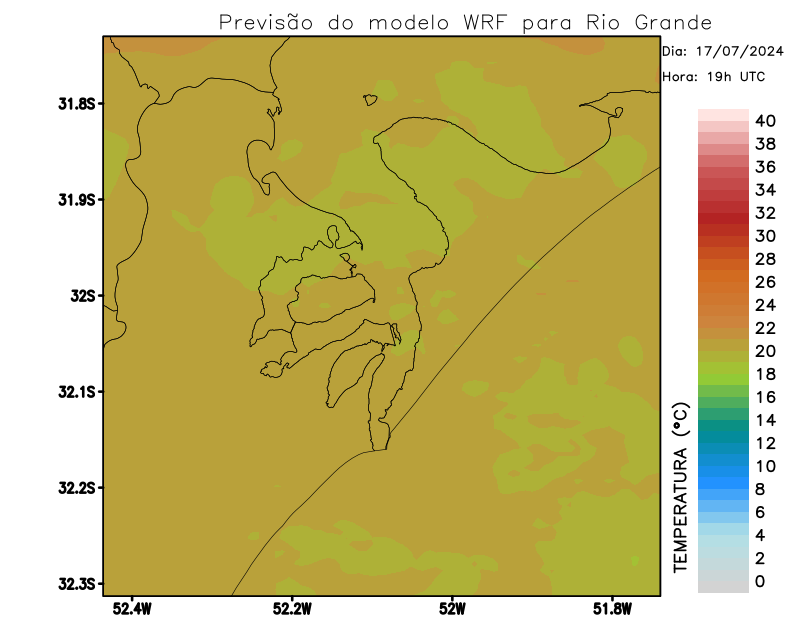 Previsão do modelo WRF para Rio Grande
Dia: 17/07/2024
Hora: 19h UTC
31.8S
31.9S
32S
32.1S
32.2S
32.3S
52.4W
52.2W
52W
51.8W
TEMPERATURA (°C)
40
38
36
34
32
30
28
26
24
22
20
18
16
14
12
10
8
6
4
2
0